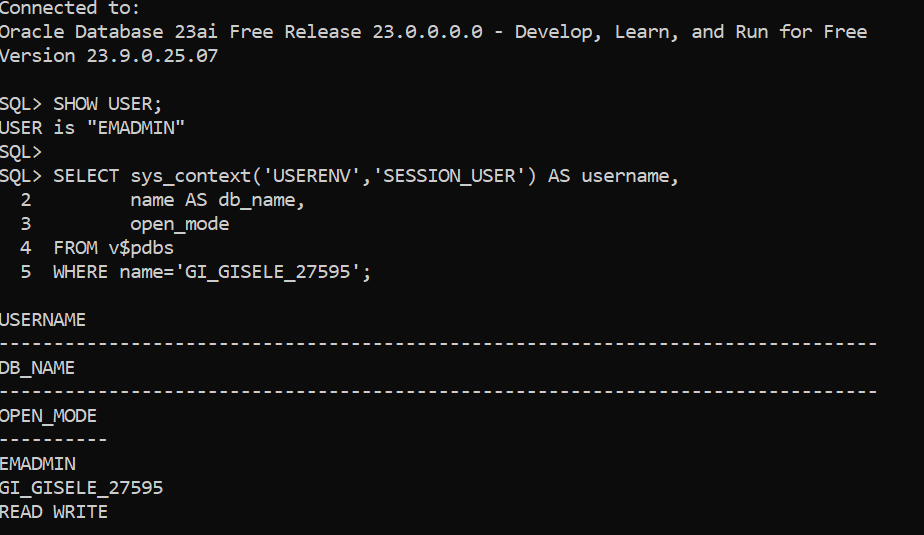 Connected to:
Oracle Database 23ai Free Release 23.0.0.0.0 - Develop, Learn, and Run for Free
Version 23.9.0.25.07

SQL> SHOW USER;
USER is "EMADMIN"
SQL>
SQL> SELECT sys_context('USERENV','SESSION_USER') AS username,
  2         name AS db_name,
  3         open_mode
  4  FROM v$pdbs
  5  WHERE name='GI_GISELE_27595';

USERNAME
--------------------------------------------------------------------------------
DB_NAME
--------------------------------------------------------------------------------
OPEN_MODE
----------
EMADMIN
GI_GISELE_27595
READ WRITE